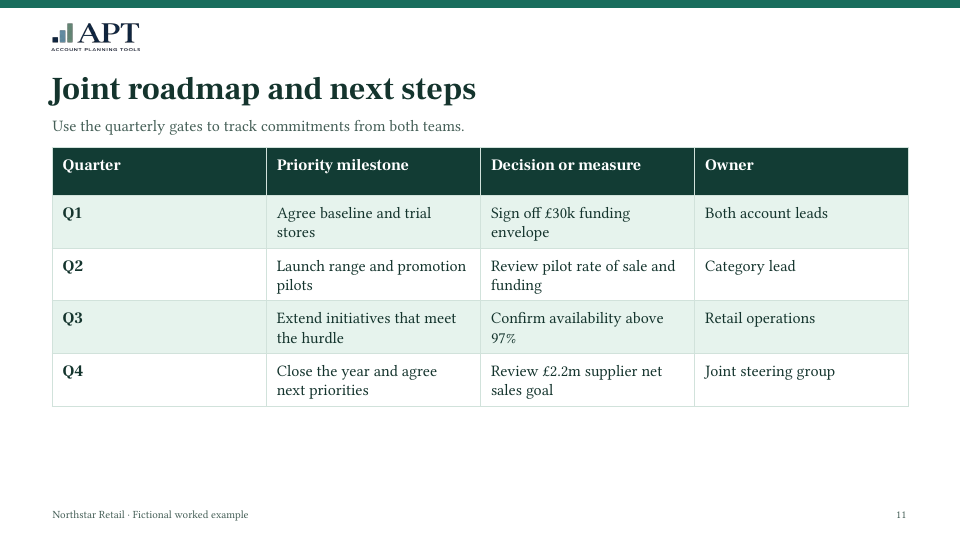 APT
ACCOUNT PLANNING TOOLS
Joint roadmap and next steps
Use the quarterly gates to track commitments from both teams.
Quarter
Priority milestone
Decision or measure
Owner
Q1
Agree baseline and trial
stores
Sign off £30k funding
envelope
Both account leads
Q2
Launch range and promotion
pilots
Review pilot rate of sale and
funding
Category lead
Q3
Extend initiatives that meet
the hurdle
Confirm availability above
97%
Retail operations
Q4
Close the year and agree
next priorities
Review £2.2m supplier net
sales goal
Joint steering group
Northstar Retail · Fictional worked example
11